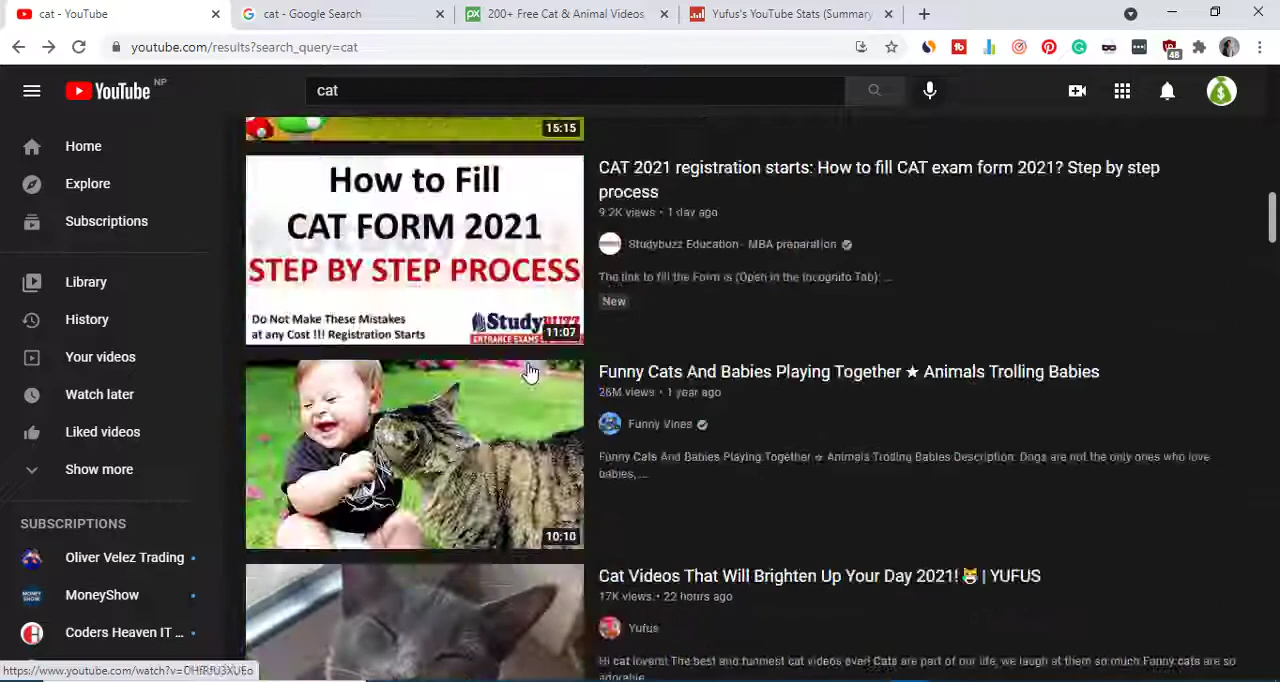 cat - YouTube
cat - Google Search
200+ Free Cat & Animal Videos
Yufus's YouTube Stats (Summary
youtube.com/results?search_query=cat
48
YouTube NP
cat
Home
Explore
Subscriptions
Library
History
Your videos
Watch later
Liked videos
Show more
SUBSCRIPTIONS
Oliver Velez Trading
MoneyShow
Coders Heaven IT ...
15:15
How to Fill
CAT FORM 2021
STEP BY STEP PROCESS
Do Not Make These Mistakes
at any Cost !!! Registration Starts
StudyBUZZ
ENTRANCE EXAMS
11:07
CAT 2021 registration starts: How to fill CAT exam form 2021? Step by step
process
9.2K views • 1 day ago
Studybuzz Education - MBA preparation
The link to fill the Form is (Open in the Incognito Tab): ...
New
10:10
Funny Cats And Babies Playing Together ★ Animals Trolling Babies
26M views • 1 year ago
Funny Vines
Funny Cats And Babies Playing Together ★ Animals Trolling Babies Description: Dogs are not the only ones who love
babies, ...
Cat Videos That Will Brighten Up Your Day 2021! 😹 | YUFUS
17K views • 22 hours ago
Yufus
Hi cat lovers! The best and funniest cat videos ever! Cats are part of our life, we laugh at them so much Fanny cats are so
adorable